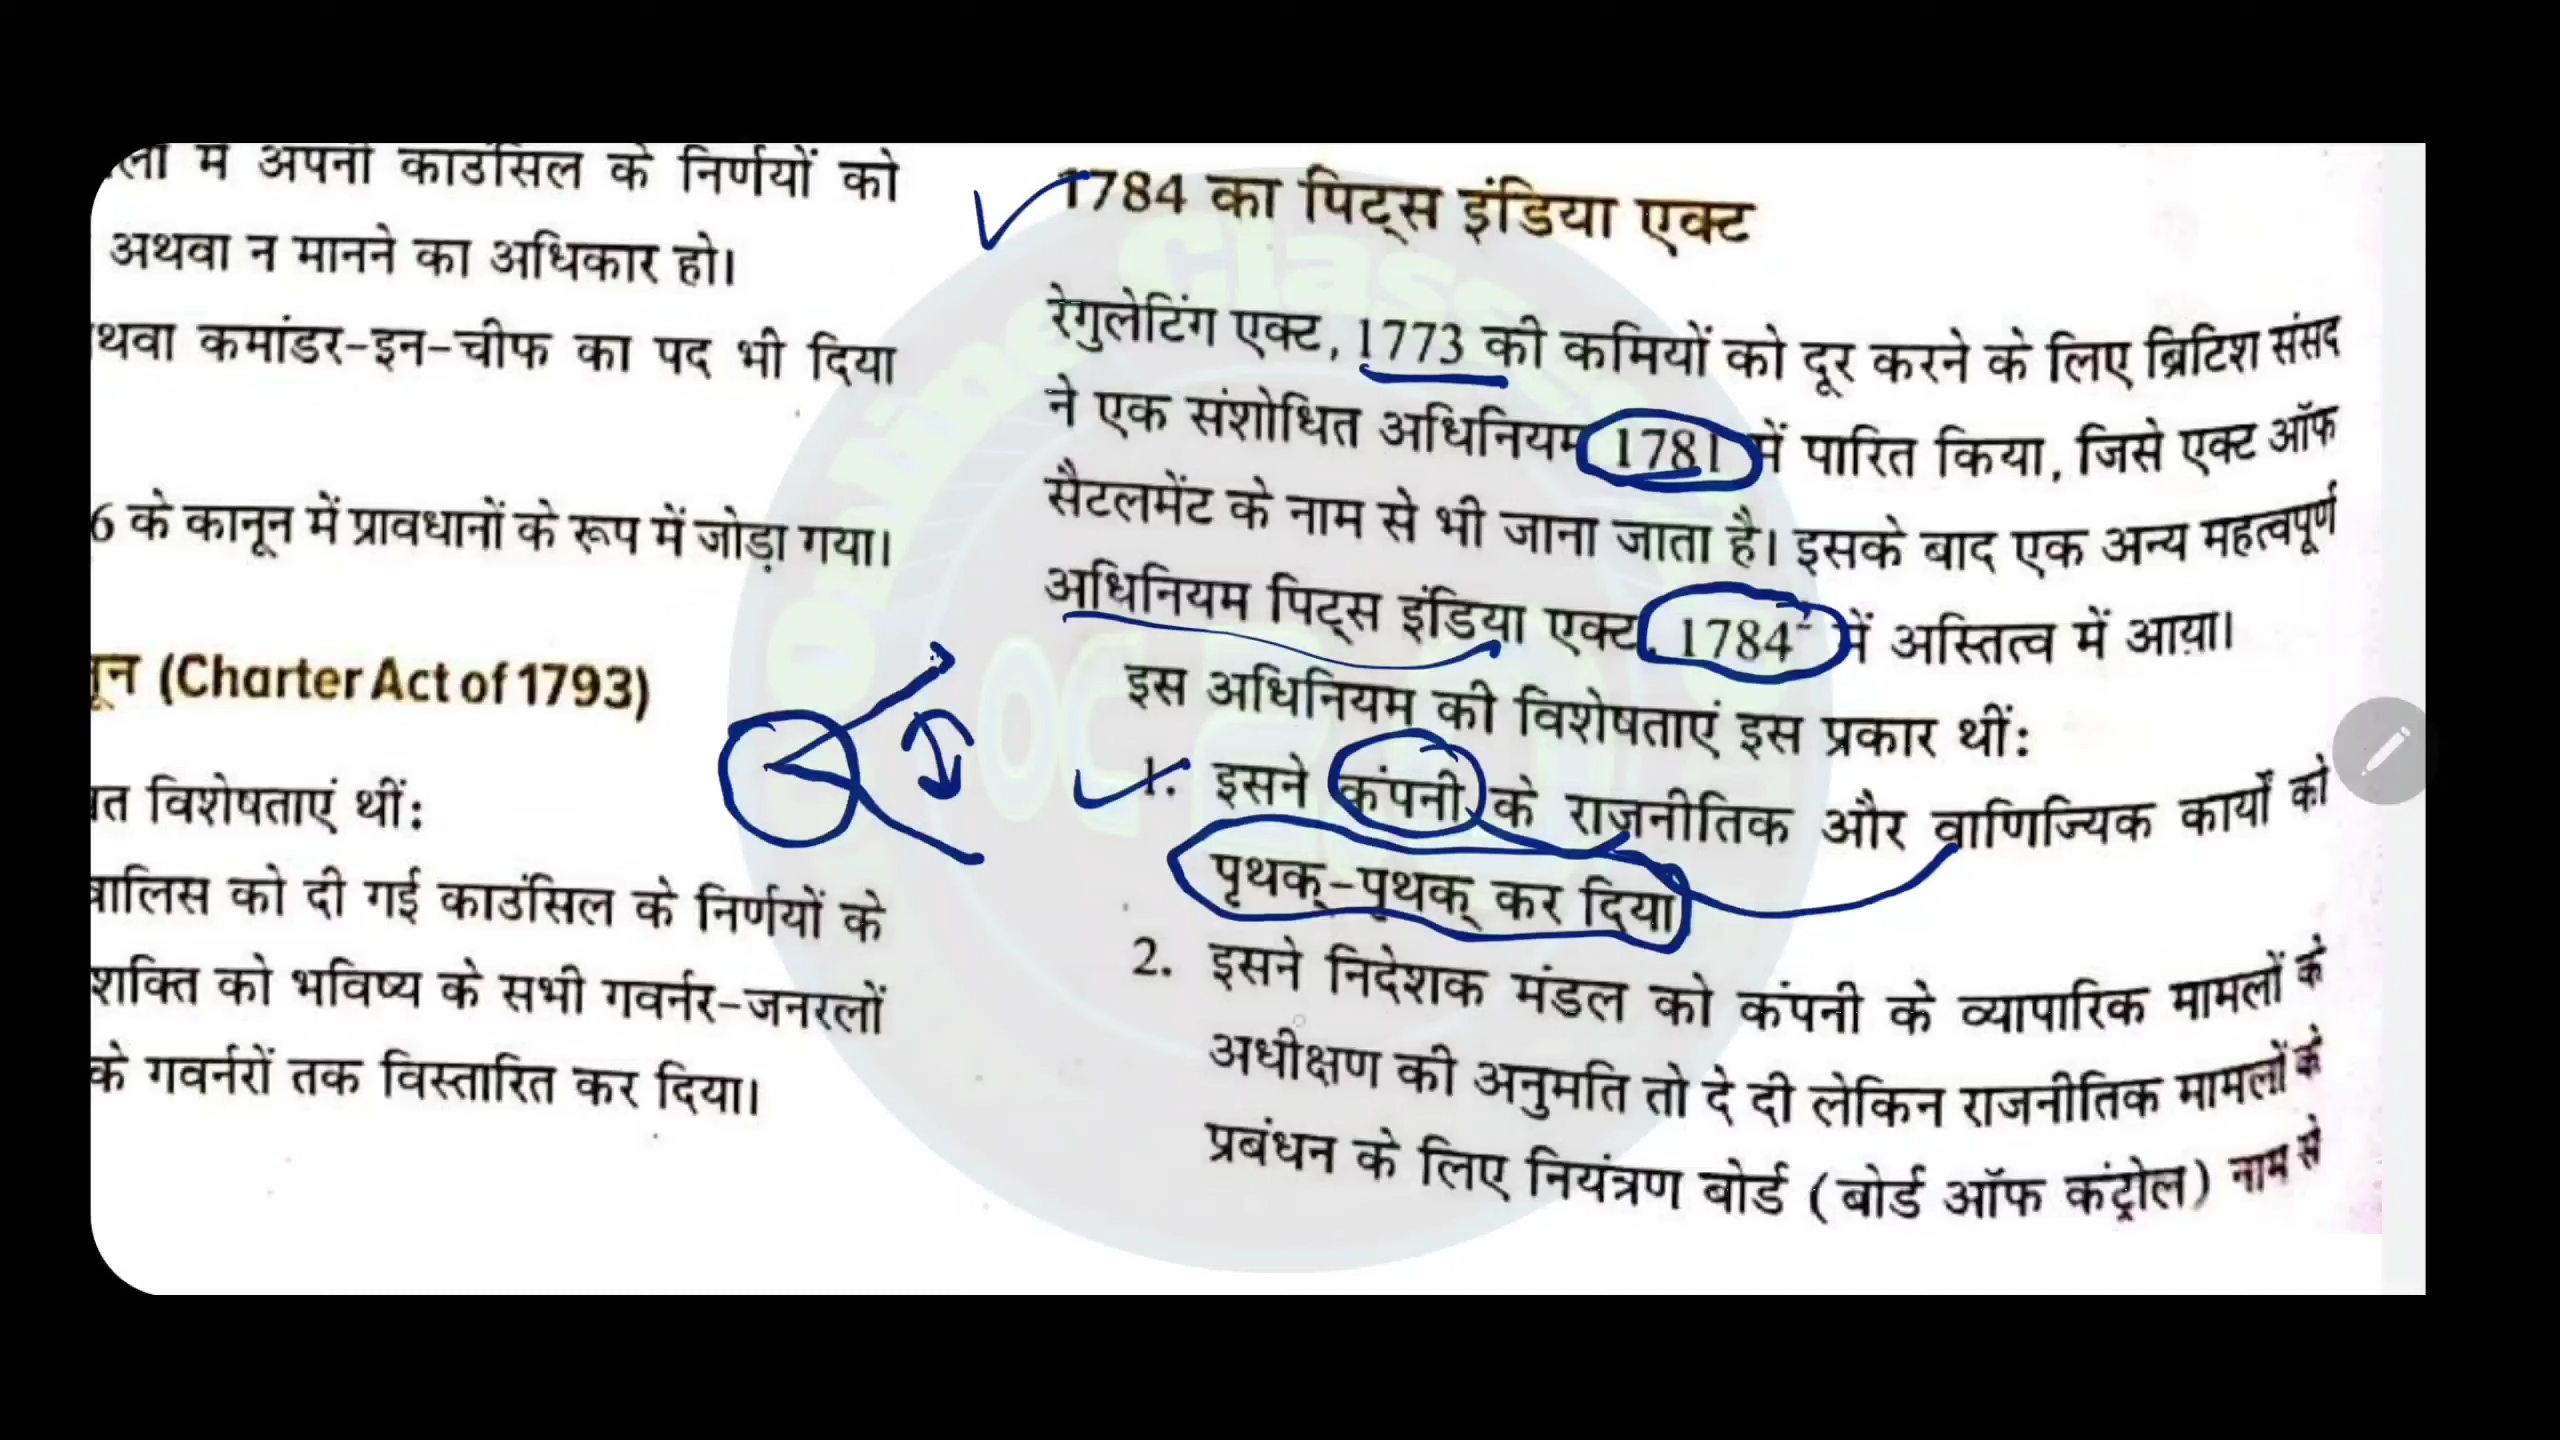 में अपनी काउंसिल के निर्णयों को
अथवा न मानने का अधिकार हो।
थवा कमांडर-इन-चीफ का पद भी दिया
6 के कानून में प्रावधानों के रूप में जोड़ा गया।
नून (Charter Act of 1793)
त विशेषताएं थीं:
वालिस को दी गई काउंसिल के निर्णयों के
शक्ति को भविष्य के सभी गवर्नर-जनरलों
के गवर्नरों तक विस्तारित कर दिया।
1784 का पिट्स इंडिया एक्ट
रेगुलेटिंग एक्ट, 1773 की कमियों को दूर करने के लिए ब्रिटिश संसद
ने एक संशोधित अधिनियम 1781 में पारित किया, जिसे एक्ट ऑफ
सैटलमेंट के नाम से भी जाना जाता है। इसके बाद एक अन्य महत्वपूर्ण
अधिनियम पिट्स इंडिया एक्ट, 1784² में अस्तित्व में आया।
इस अधिनियम की विशेषताएं इस प्रकार थीं:
1. इसने कंपनी के राजनीतिक और वाणिज्यिक कार्यों को
पृथक्-पृथक् कर दिया
2. इसने निदेशक मंडल को कंपनी के व्यापारिक मामलों के
अधीक्षण की अनुमति तो दे दी लेकिन राजनीतिक मामलों के
प्रबंधन के लिए नियंत्रण बोर्ड (बोर्ड ऑफ कंट्रोल) नाम से
Online Classes